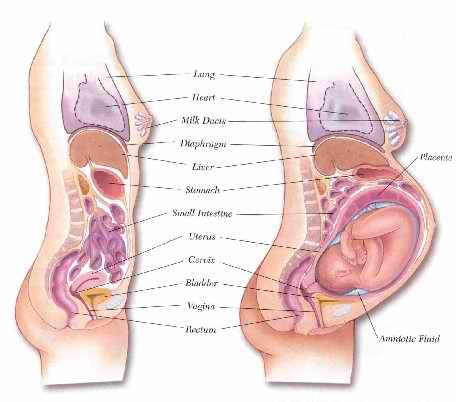 Lung
Heart
Milk Ducts
Diaphragm
Liver
Stomach
Small Intestine
Uterus
Cervix
Bladder
Vagina
Rectum
Placenta
Amniotic Fluid